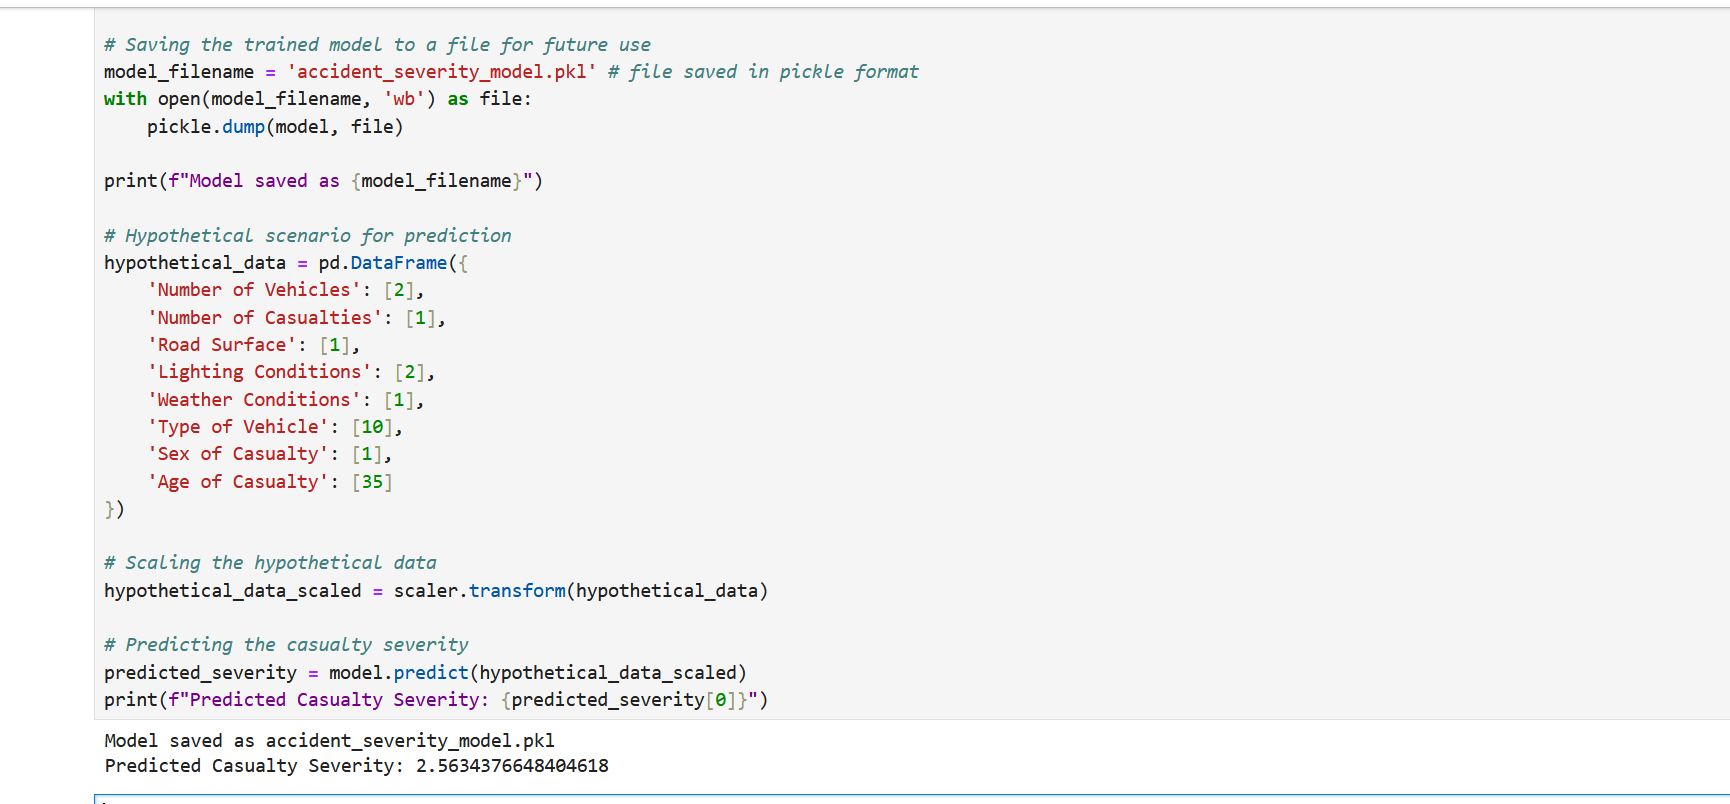 # Saving the trained model to a file for future use
model_filename = 'accident_severity_model.pkl' # file saved in pickle format
with open(model_filename, 'wb') as file:
    pickle.dump(model, file)
print(f"Model saved as {model_filename}")
# Hypothetical scenario for prediction
hypothetical_data = pd.DataFrame({
    'Number of Vehicles': [2],
    'Number of Casualties': [1],
    'Road Surface': [1],
    'Lighting Conditions': [2],
    'Weather Conditions': [1],
    'Type of Vehicle': [10],
    'Sex of Casualty': [1],
    'Age of Casualty': [35]
})
# Scaling the hypothetical data
hypothetical_data_scaled = scaler.transform(hypothetical_data)
# Predicting the casualty severity
predicted_severity = model.predict(hypothetical_data_scaled)
print(f"Predicted Casualty Severity: {predicted_severity[0]}")
Model saved as accident_severity_model.pkl
Predicted Casualty Severity: 2.5634376648404618